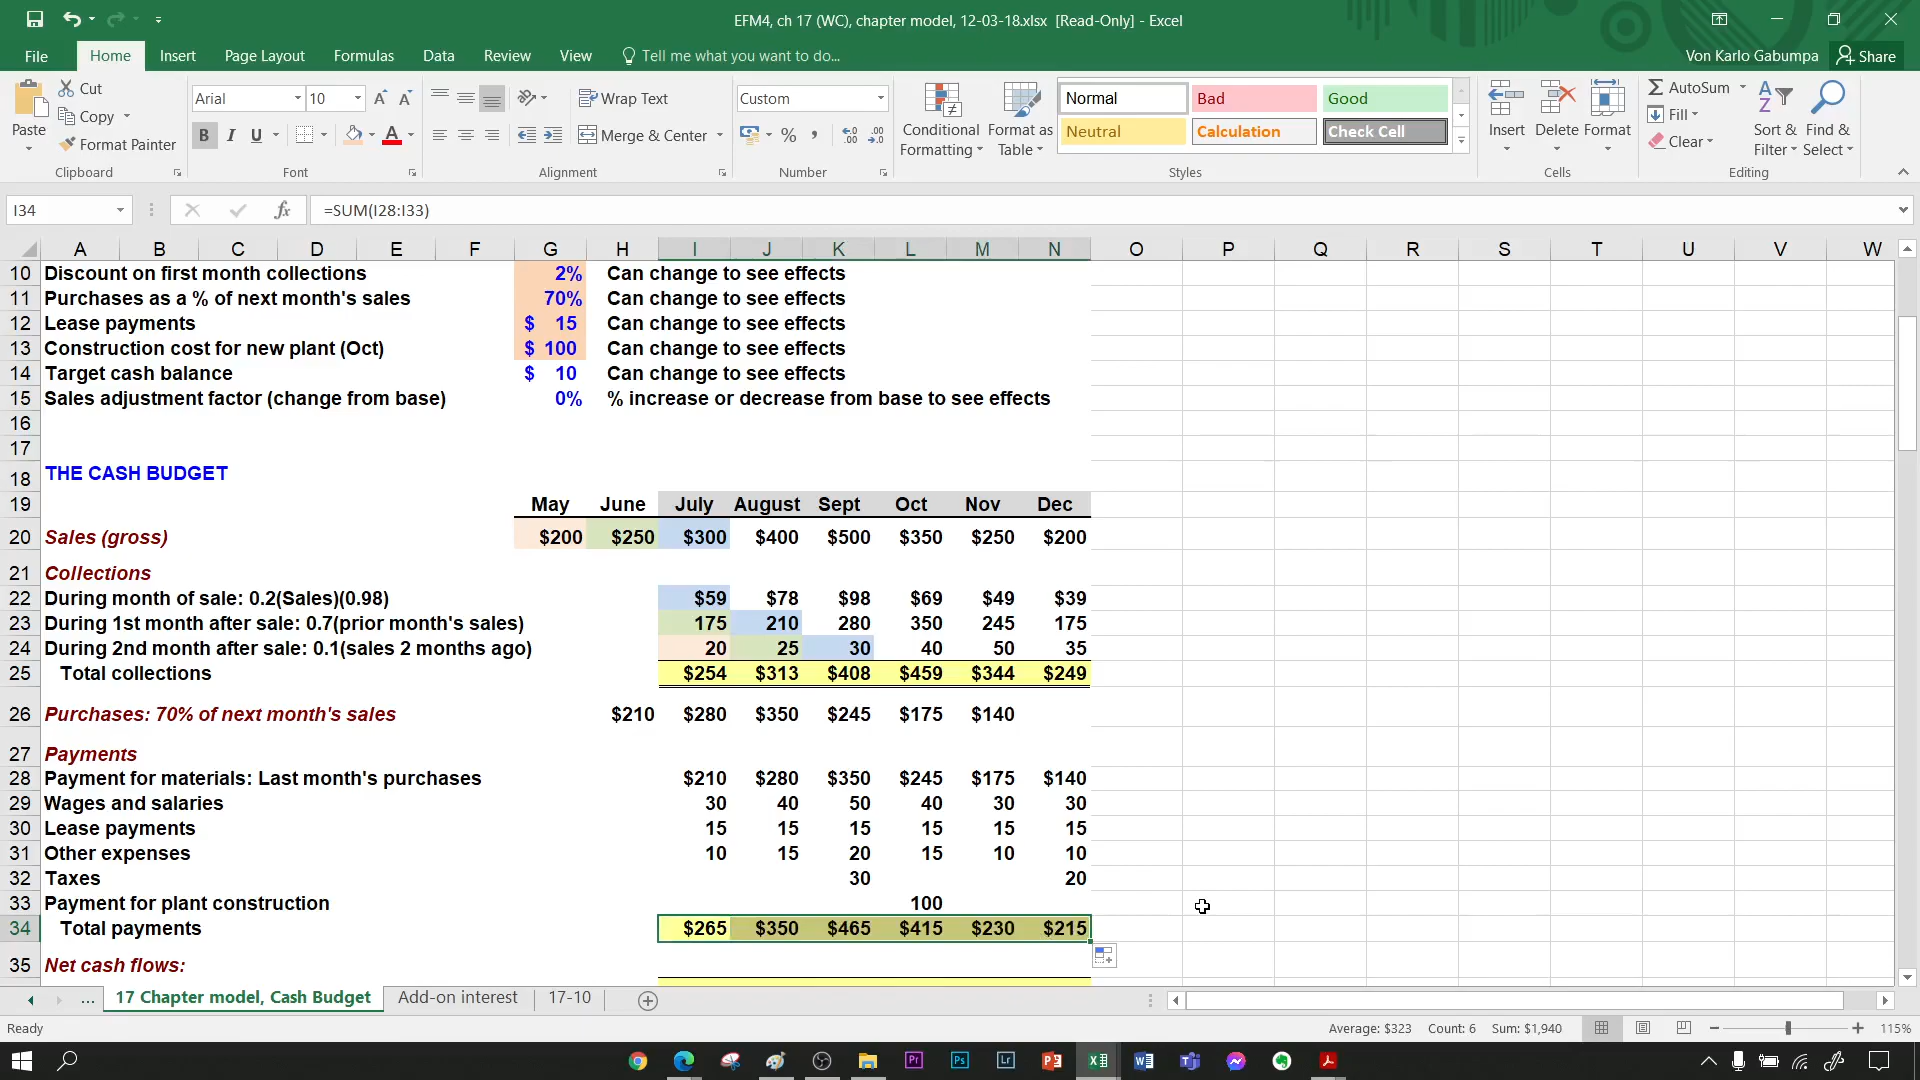 EFM4, ch 17 (WC), chapter model, 12-03-18.xlsx [Read-Only] - Excel
File Home Insert Page Layout Formulas Data Review View Tell me what you want to do... Von Karlo Gabumpa Share
Paste Cut Copy Format Painter Clipboard
Arial 10 A A B I U A Font
Wrap Text Merge & Center Alignment
Custom % , Number
Conditional Formatting Format as Table
Normal Bad Good
Neutral Calculation Check Cell
Styles
Insert Delete Format Cells
AutoSum Fill Clear Sort & Filter Find & Select Editing
I34 fx =SUM(I28:I33)
A B C D E F G H I J K L M N O P Q R S T U V W
10 Discount on first month collections 2% Can change to see effects
11 Purchases as a % of next month's sales 70% Can change to see effects
12 Lease payments $ 15 Can change to see effects
13 Construction cost for new plant (Oct) $ 100 Can change to see effects
14 Target cash balance $ 10 Can change to see effects
15 Sales adjustment factor (change from base) 0% % increase or decrease from base to see effects
16
17
18 THE CASH BUDGET
19 May June July August Sept Oct Nov Dec
20 Sales (gross) $200 $250 $300 $400 $500 $350 $250 $200
21 Collections
22 During month of sale: 0.2(Sales)(0.98) $59 $78 $98 $69 $49 $39
23 During 1st month after sale: 0.7(prior month's sales) 175 210 280 350 245 175
24 During 2nd month after sale: 0.1(sales 2 months ago) 20 25 30 40 50 35
25 Total collections $254 $313 $408 $459 $344 $249
26 Purchases: 70% of next month's sales $210 $280 $350 $245 $175 $140
27 Payments
28 Payment for materials: Last month's purchases $210 $280 $350 $245 $175 $140
29 Wages and salaries 30 40 50 40 30 30
30 Lease payments 15 15 15 15 15 15
31 Other expenses 10 15 20 15 10 10
32 Taxes 30 20
33 Payment for plant construction 100
34 Total payments $265 $350 $465 $415 $230 $215
35 Net cash flows:
... 17 Chapter model, Cash Budget Add-on interest 17-10
Ready Average: $323 Count: 6 Sum: $1,940 115%
Pr Ps Lr